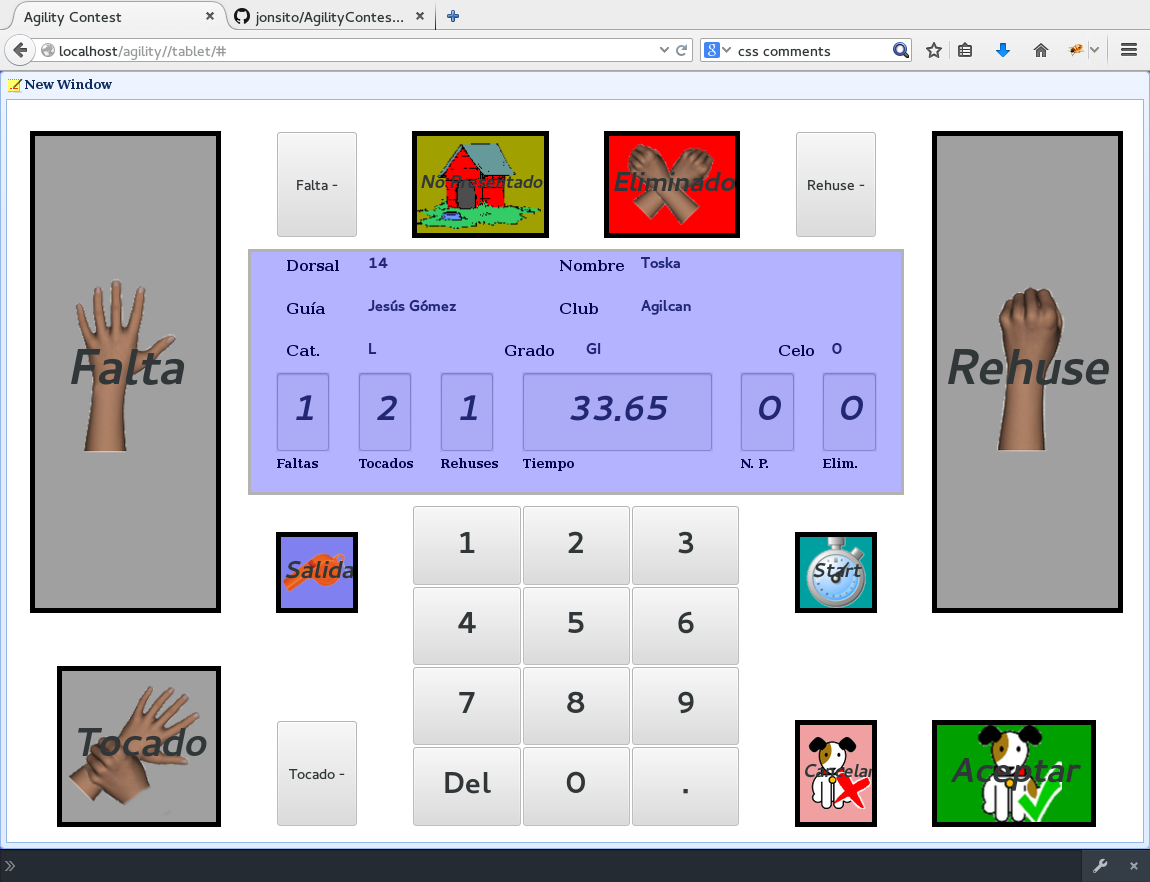 Agility Contest
jonsito/AgilityContes...
localhost/agility//tablet/#
css comments
New Window
Falta
Falta -
No Presentado
Eliminado
Rehuse -
Rehuse
Dorsal 14 Nombre Toska
Guía Jesús Gómez Club Agilcan
Cat. L Grado GI Celo 0
1 2 1 33.65 0 0
Faltas Tocados Rehuses Tiempo N. P. Elim.
Salida
1 2 3
Start
4 5 6
7 8 9
Tocado
Tocado -
Del 0 .
Cancelar
Aceptar